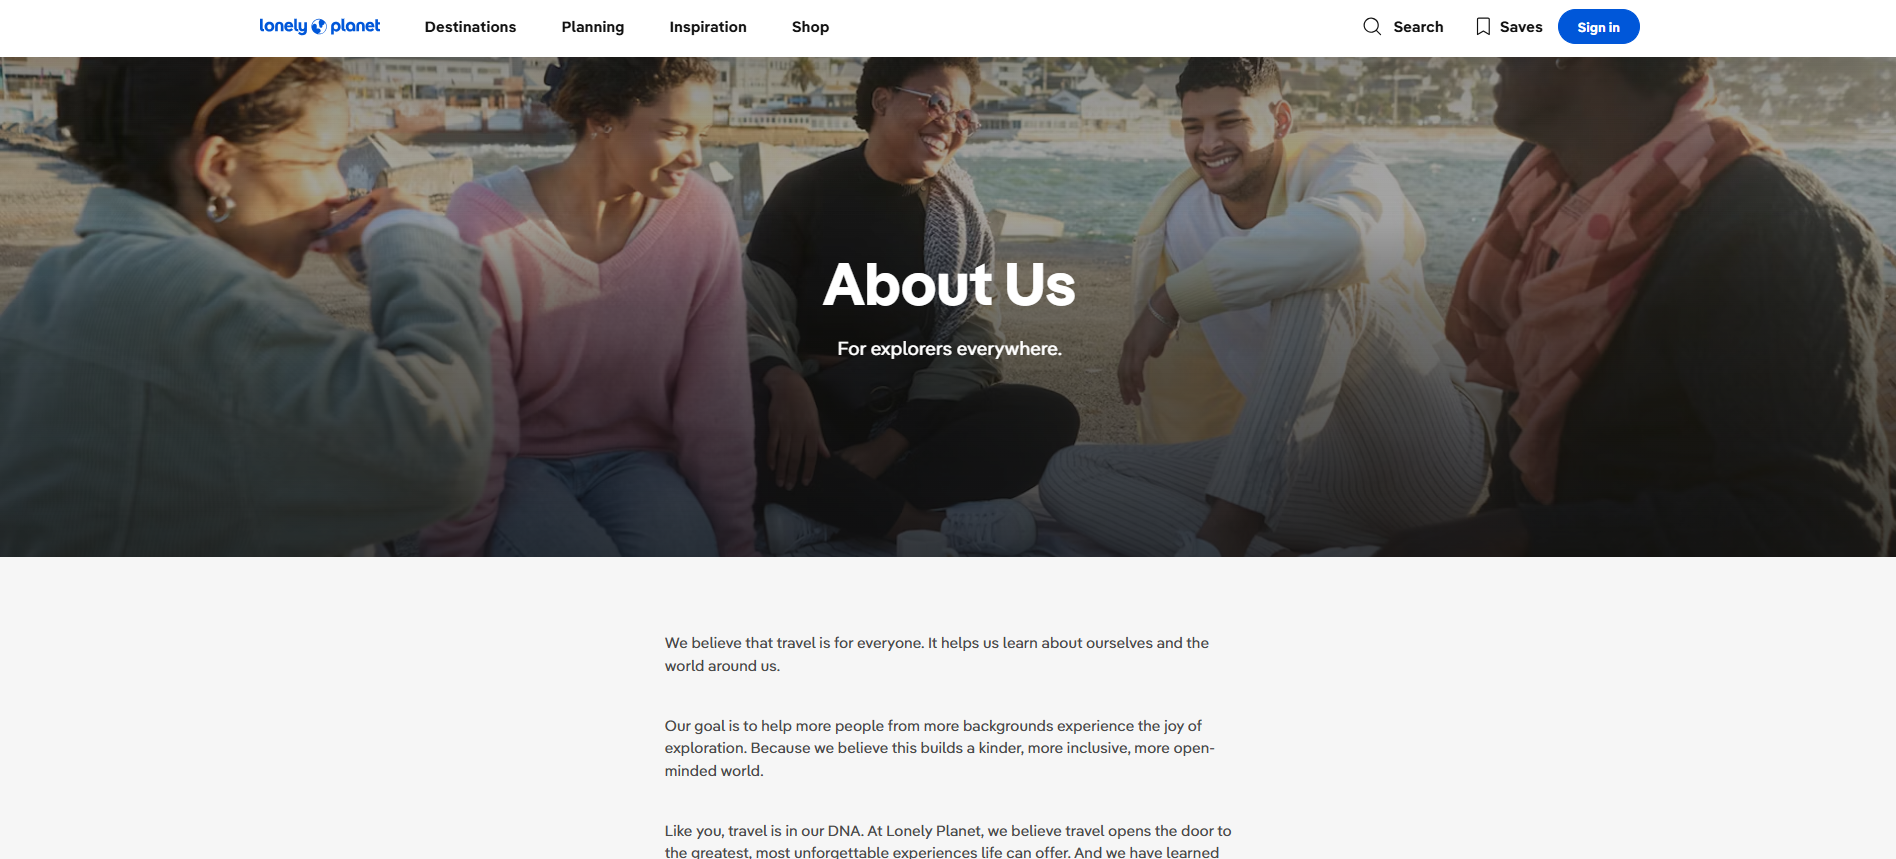 lonely planet
Destinations
Planning
Inspiration
Shop
Search
Saves
Sign in
About Us
For explorers everywhere.
We believe that travel is for everyone. It helps us learn about ourselves and the
world around us.
Our goal is to help more people from more backgrounds experience the joy of
exploration. Because we believe this builds a kinder, more inclusive, more open-
minded world.
Like you, travel is in our DNA. At Lonely Planet, we believe travel opens the door to
the greatest, most unforgettable experiences life can offer. And we have learned